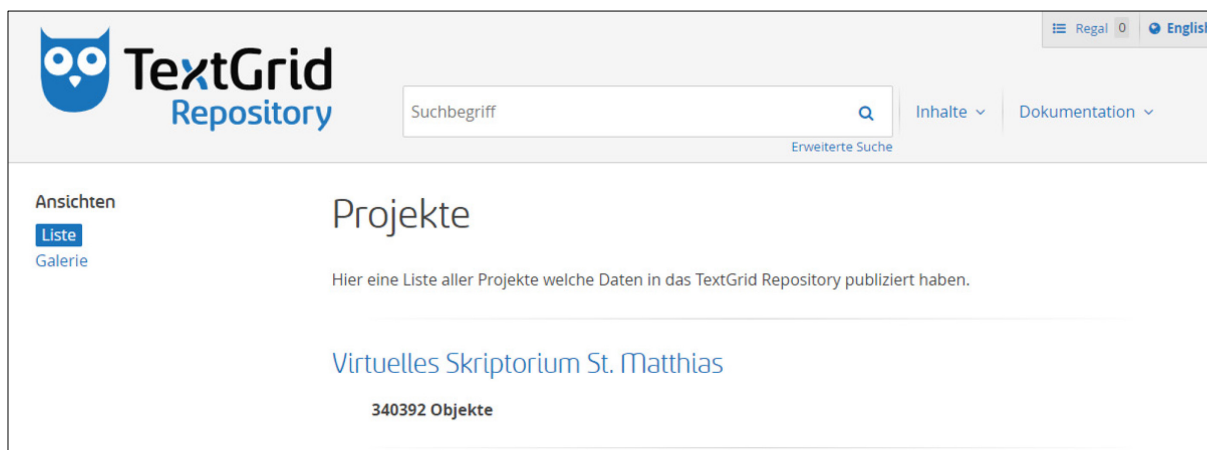 Regal 0 English
TextGrid
Repository
Suchbegriff
Inhalte
Dokumentation
Erweiterte Suche
Ansichten
Liste
Galerie
Projekte
Hier eine Liste aller Projekte welche Daten in das TextGrid Repository publiziert haben.
Virtuelles Skriptorium St. Matthias
340392 Objekte